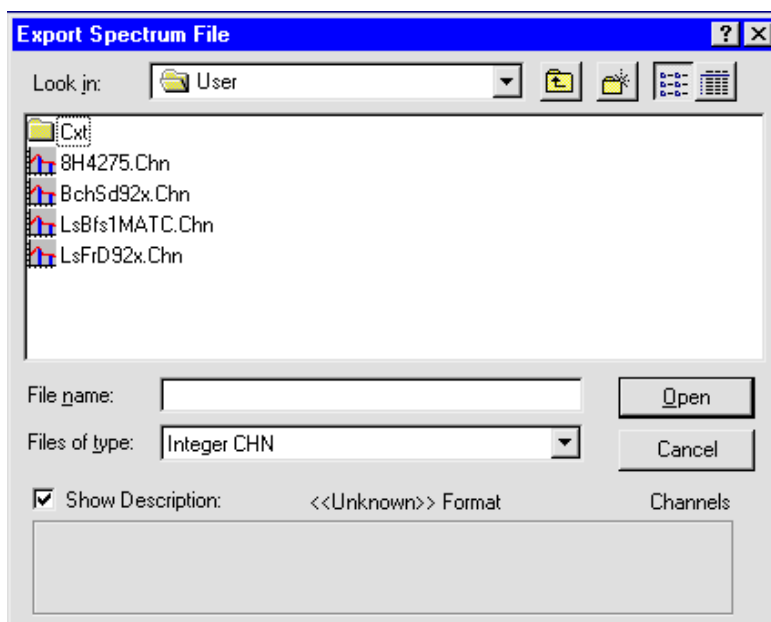 Export Spectrum File
Look in: User
Cxt
8H4275.Chn
BchSd92x.Chn
LsBfs1MATC.Chn
LsFrD92x.Chn
File name: Open
Files of type: Integer CHN Cancel
Show Description: <<Unknown>> Format Channels